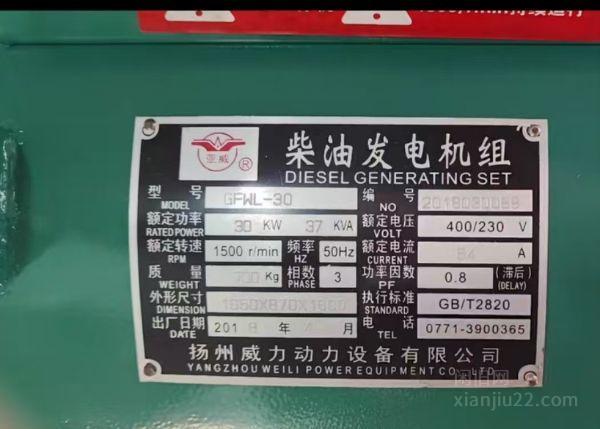 亚威 ®
柴油发电机组
DIESEL GENERATING SET
型号 MODEL GFWL-30 编号 NO
额定功率 RATED POWER 30 KW 37 KVA 额定电压 VOLT 400/230 V
额定转速 RPM 1500 r/min 频率 HZ 50Hz 额定电流 CURRENT 54 A
质量 WEIGHT 700 Kg 相数 PHASE 3 功率因数 PF 0.8 (滞后) (DELAY)
外形尺寸 DIMENSION 执行标准 STANDARD GB/T2820
出厂日期 DATE 2018 年 月 电话 TEL 0771-3900365
扬州威力动力设备有限公司
YANGZHOU WEILI POWER EQUIPMENT CO., LTD
闲旧网
xianjiu22.com